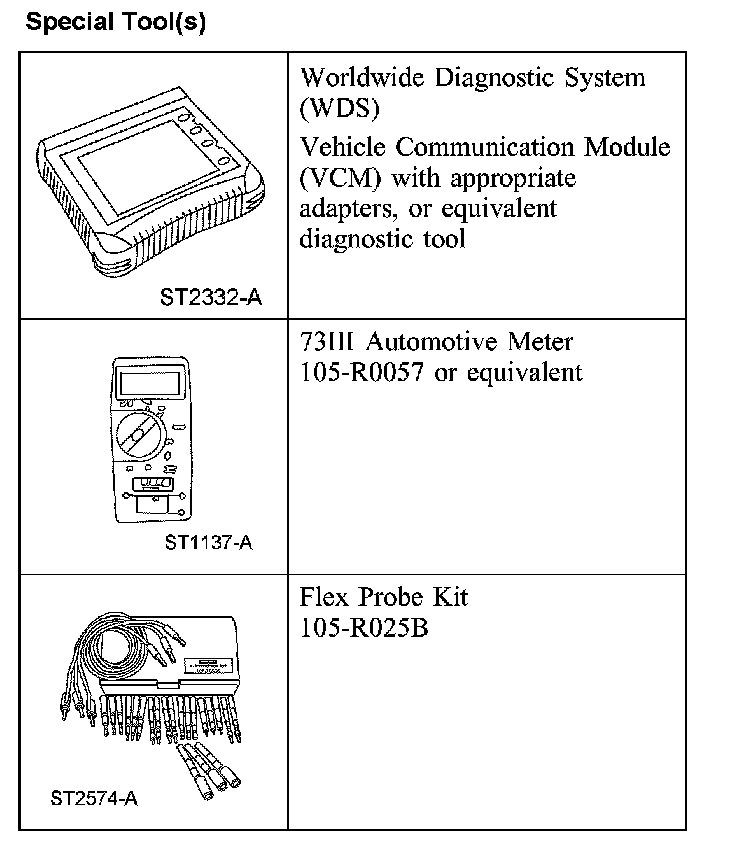 Special Tool(s)
Worldwide Diagnostic System
(WDS)
Vehicle Communication Module
(VCM) with appropriate
adapters, or equivalent
diagnostic tool
ST2332-A
73III Automotive Meter
105-R0057 or equivalent
ST1137-A
Flex Probe Kit
105-R025B
ST2574-A